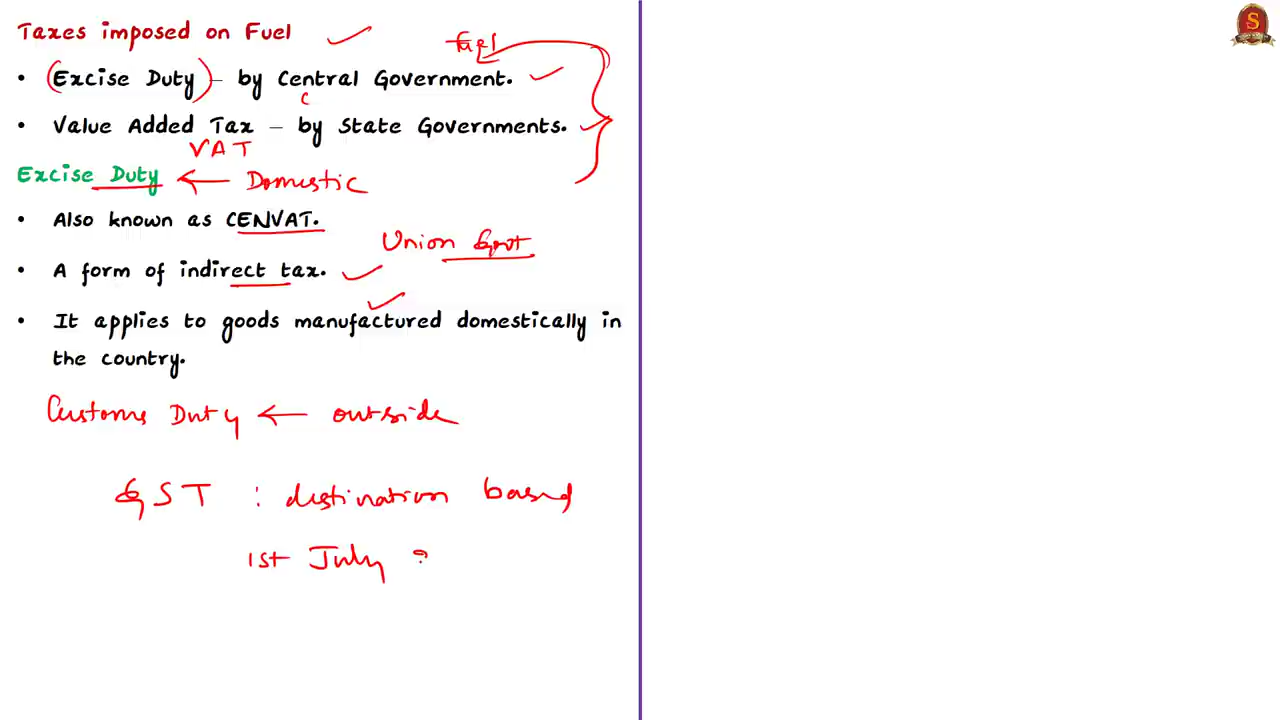 Taxes imposed on Fuel
Fuel
• (Excise Duty) – by Central Government.
C
• Value Added Tax – by State Governments.
VAT
Excise Duty ← Domestic
• Also known as CENVAT.
Union Govt
• A form of indirect tax.
• It applies to goods manufactured domestically in
the country.
Customs Duty ← outside
GST : destination based
1st July
S